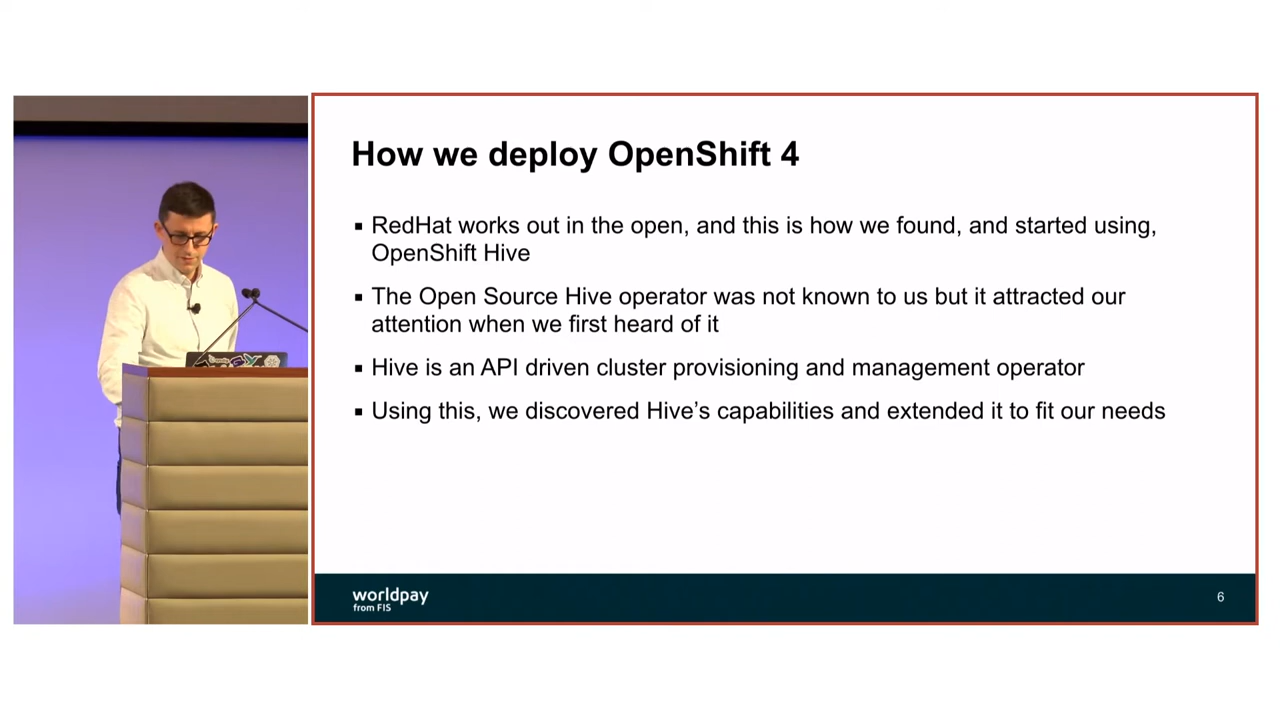 How we deploy OpenShift 4
▪ RedHat works out in the open, and this is how we found, and started using,
OpenShift Hive
▪ The Open Source Hive operator was not known to us but it attracted our
attention when we first heard of it
▪ Hive is an API driven cluster provisioning and management operator
▪ Using this, we discovered Hive’s capabilities and extended it to fit our needs
worldpay
from FIS
6